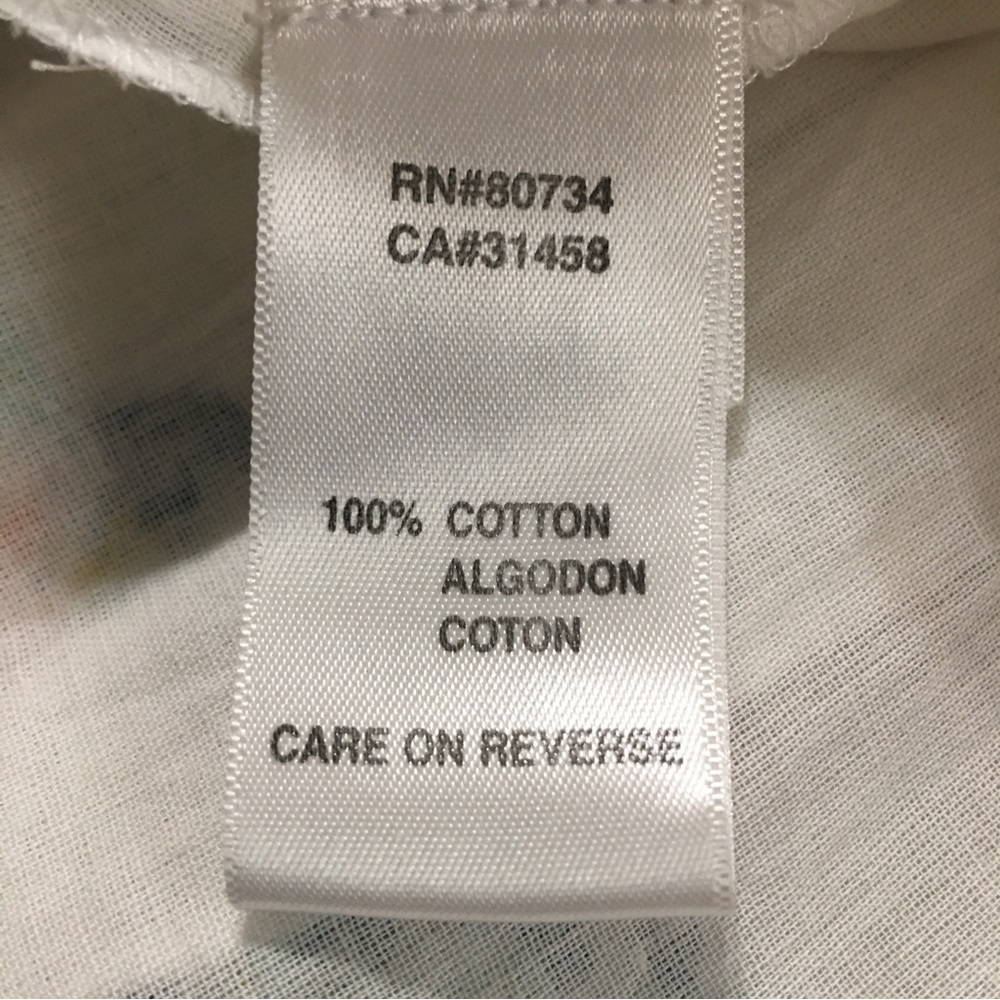 RN#80734
CA#31458
100% COTTON
ALGODON
COTON
CARE ON REVERSE